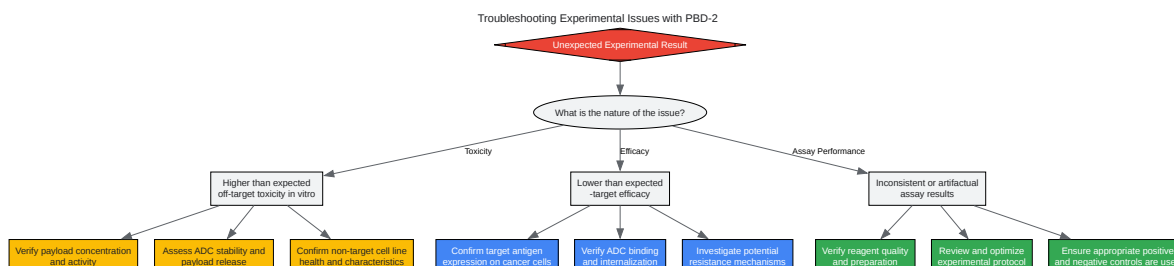 Troubleshooting Experimental Issues with PBD-2
Unexpected Experimental Result
What is the nature of the issue?
Toxicity
Efficacy
Assay Performance
Higher than expected
off-target toxicity in vitro
Lower than expected
-target efficacy
Inconsistent or artifactual
assay results
Verify payload concentration
and activity
Assess ADC stability and
payload release
Confirm non-target cell line
health and characteristics
Confirm target antigen
expression on cancer cells
Verify ADC binding
and internalization
Investigate potential
resistance mechanisms
Verify reagent quality
and preparation
Review and optimize
experimental protocol
Ensure appropriate positive
and negative controls are use